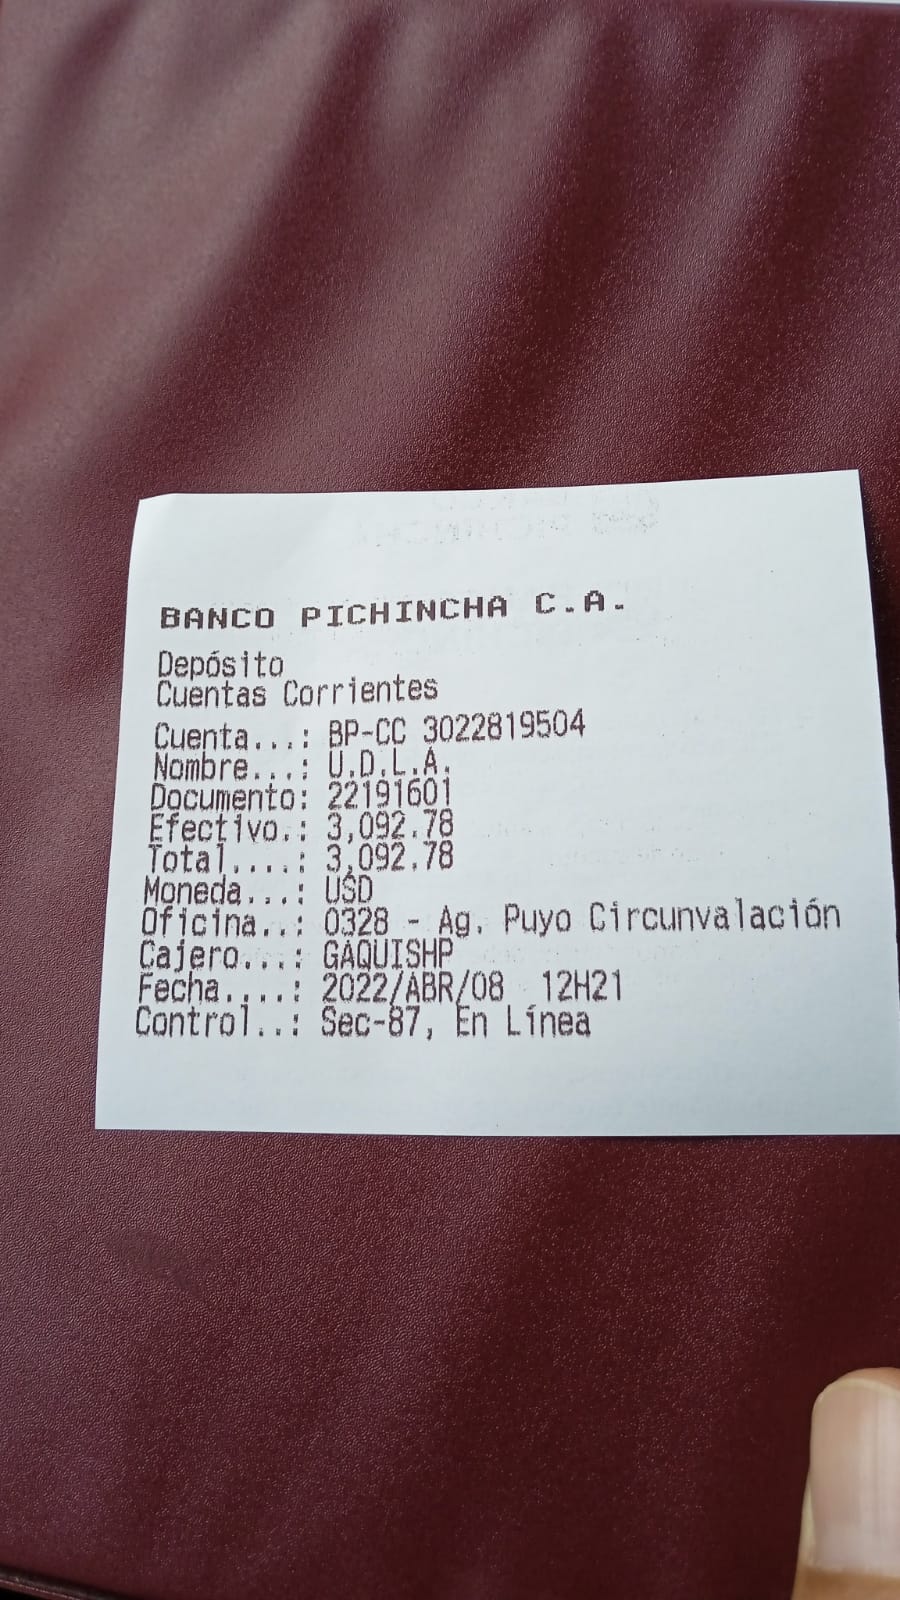 BANCO PICHINCHA C.A.
Depósito
Cuentas Corrientes
Cuenta...: BP-CC 3022819504
Nombre...: U.D.L.A.
Documento: 22191601
Efectivo.: 3,092.78
Total....: 3,092.78
Moneda...: USD
Oficina..: 0328 - Ag. Puyo Circunvalación
Cajero...: GAQUISHP
Fecha....: 2022/ABR/08 12H21
Control..: Sec-87, En Línea